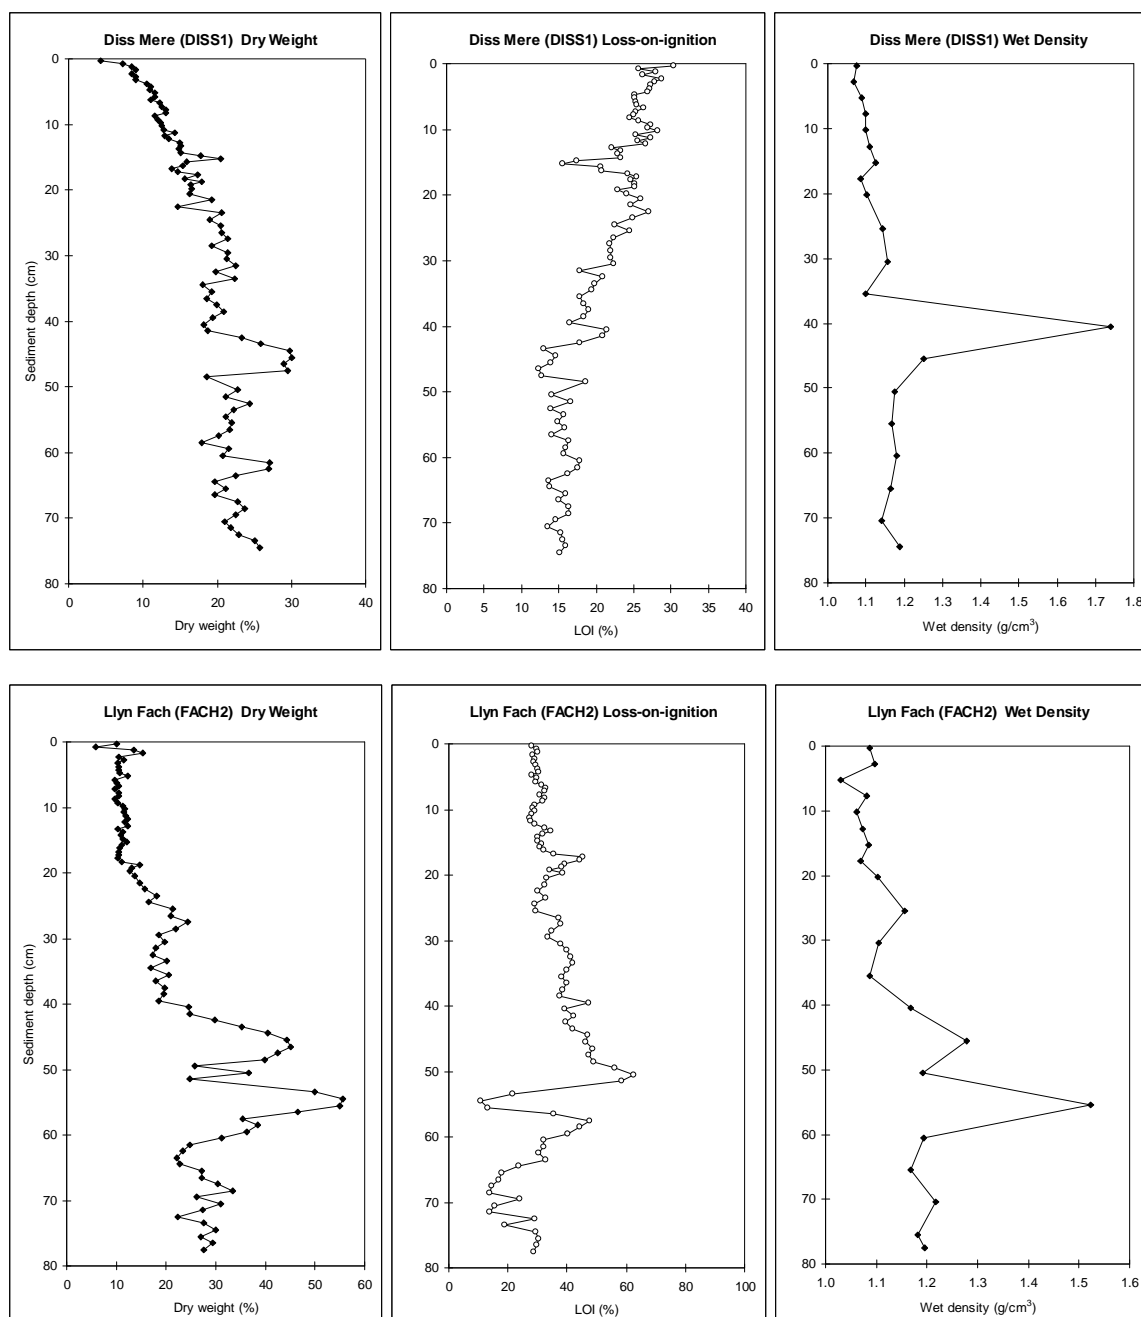 Diss Mere (DISS1)  Dry Weight
Sediment depth (cm)
0
10
20
30
40
50
60
70
80
0 10 20 30 40
Dry weight (%)
Diss Mere (DISS1) Loss-on-ignition
0
10
20
30
40
50
60
70
80
0 5 10 15 20 25 30 35 40
LOI (%)
Diss Mere (DISS1) Wet Density
0
10
20
30
40
50
60
70
80
1.0 1.1 1.2 1.3 1.4 1.5 1.6 1.7 1.8
Wet density (g/cm³)
Llyn Fach (FACH2)  Dry Weight
Sediment depth (cm)
0
10
20
30
40
50
60
70
80
0 10 20 30 40 50 60
Dry weight (%)
Llyn Fach (FACH2) Loss-on-ignition
0
10
20
30
40
50
60
70
80
0 20 40 60 80 100
LOI (%)
Llyn Fach (FACH2)  Wet Density
0
10
20
30
40
50
60
70
80
1.0 1.1 1.2 1.3 1.4 1.5 1.6
Wet density (g/cm³)